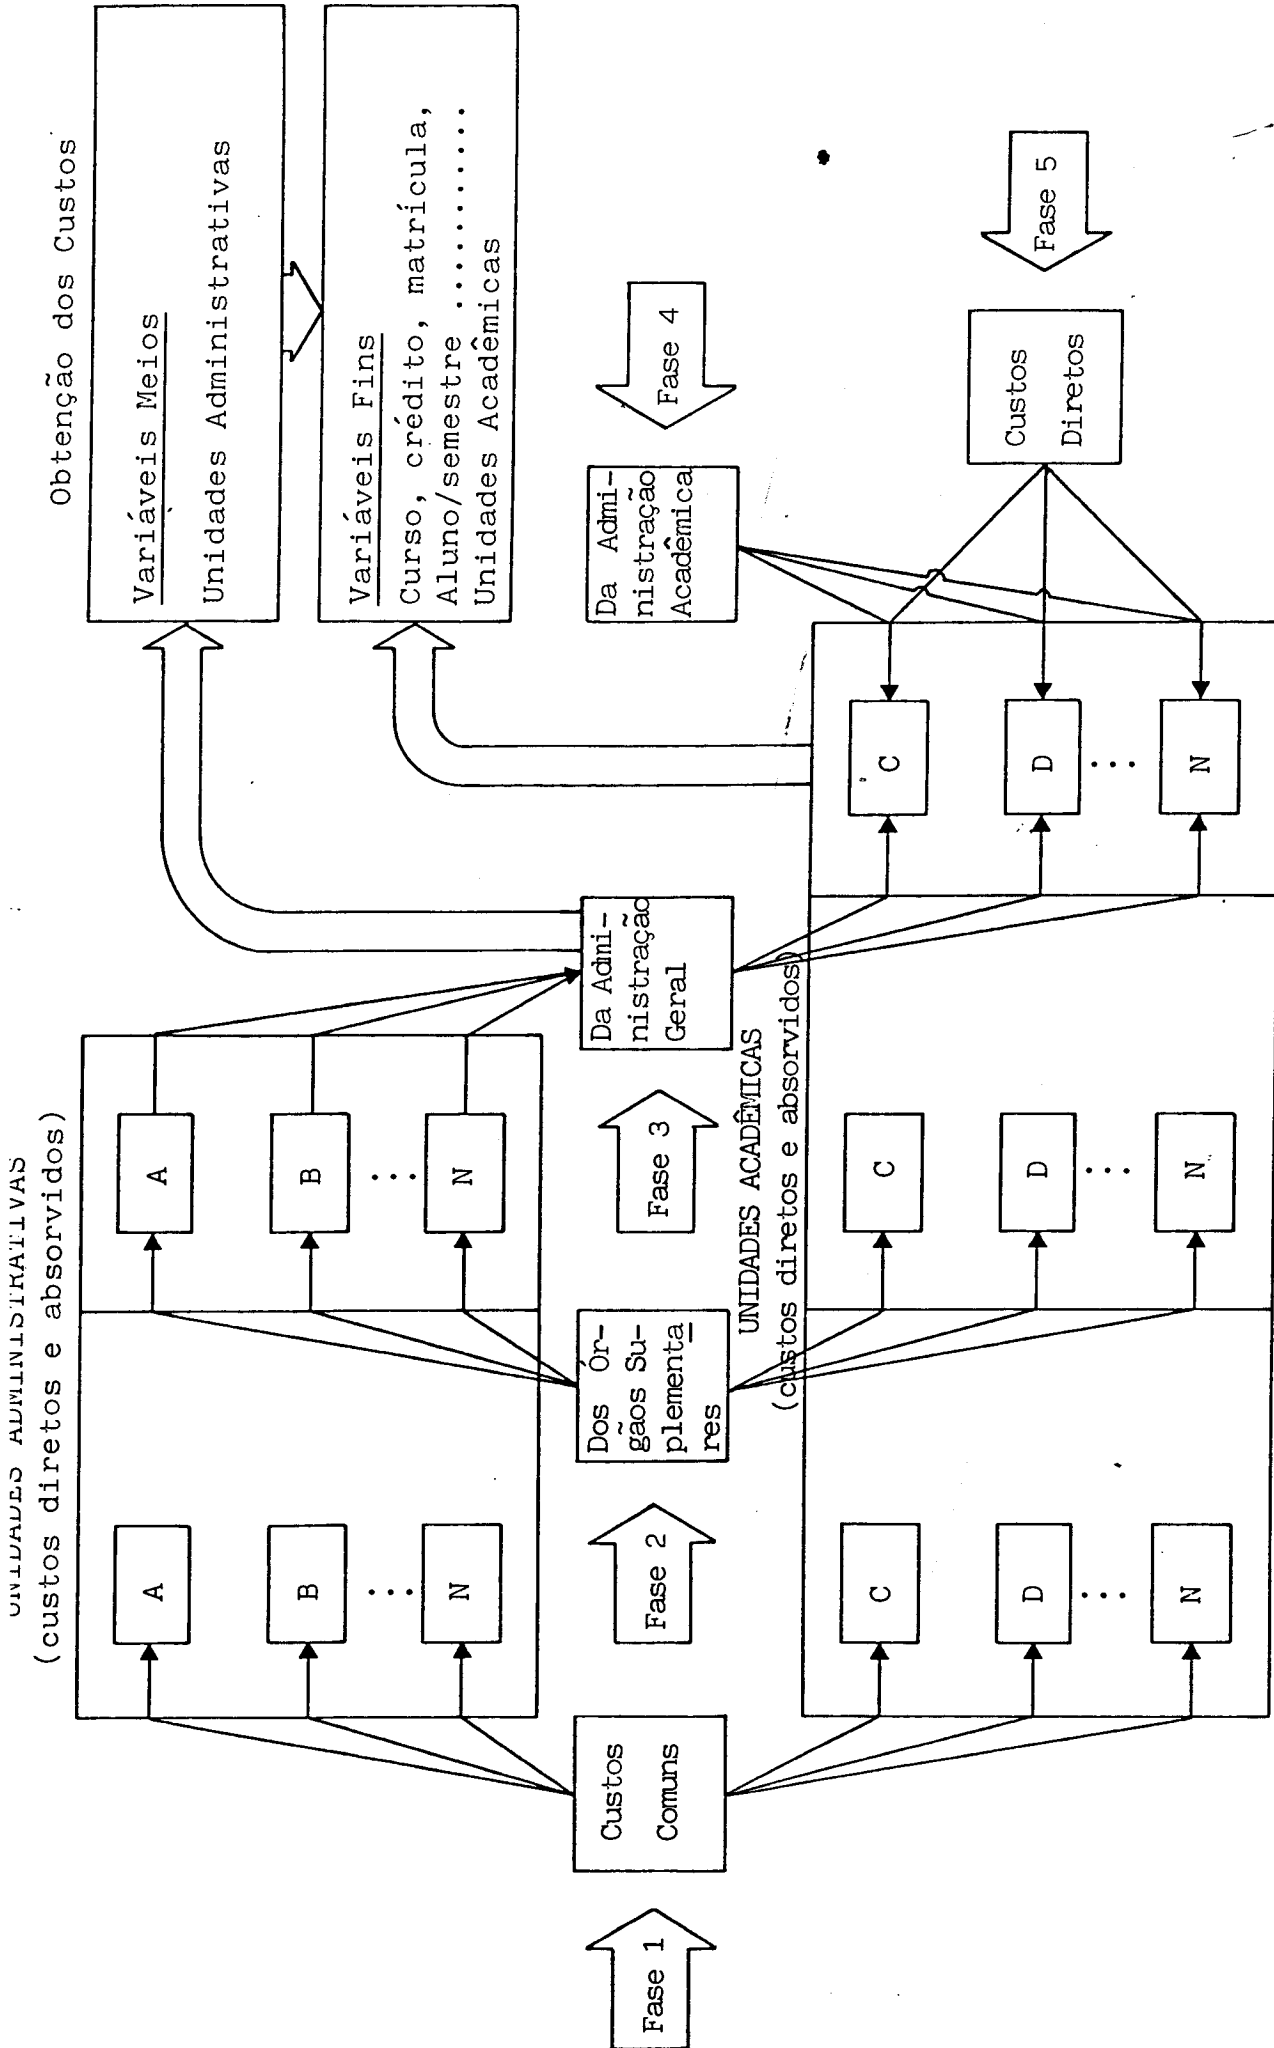 UNIDADES ADMINISTRATIVAS
(custos diretos e absorvidos)
Obtenção dos Custos
A
B
...
N
A
B
...
N
Variáveis Meios
Unidades Administrativas
Variáveis Fins
Curso, crédito, matrícula,
Aluno/semestre ..........
Unidades Acadêmicas
Fase 1
Custos
Comuns
Fase 2
Dos Ór-
gãos Su-
plementa
res
Fase 3
Da Admi-
nistração
Geral
Da Admi-
nistração
Acadêmica
Fase 4
UNIDADES ACADÊMICAS
(custos diretos e absorvidos)
C
D
...
N
C
D
...
N
C
D
...
N
Custos
Diretos
Fase 5